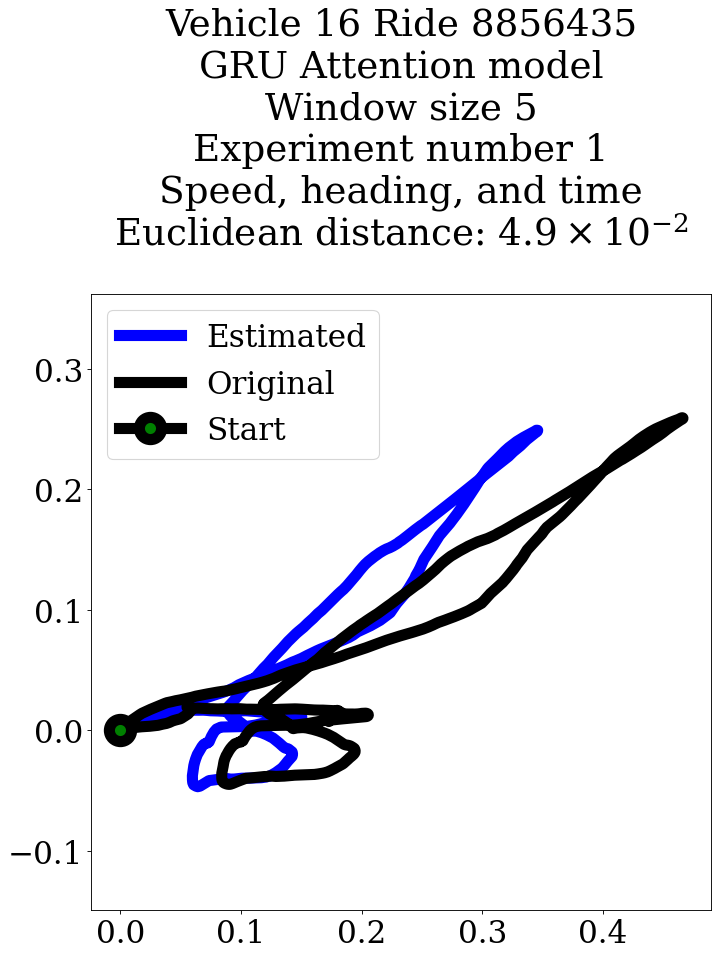 Vehicle 16 Ride 8856435
GRU Attention model
Window size 5
Experiment number 1
Speed, heading, and time
Euclidean distance: 4.9 × 10⁻²
Estimated
Original
Start
0.3
0.2
0.1
0.0
−0.1
0.0 0.1 0.2 0.3 0.4